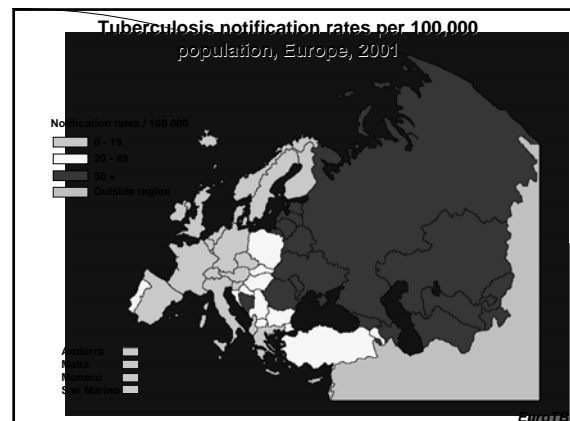 Tuberculosis notification rates per 100,000
population, Europe, 2001
Notification rates / 100 000
0 - 19
20 - 49
50 +
Outside region
Andorra
Malta
Monaco
San Marino
EuroTB